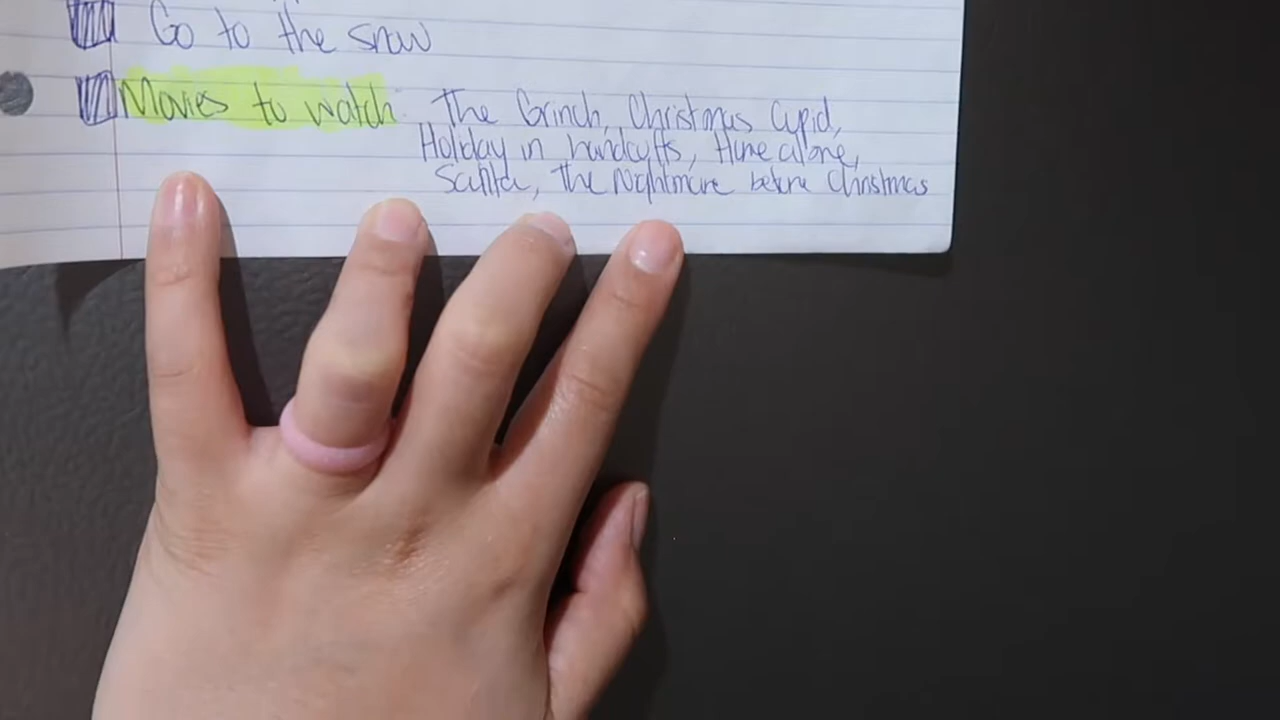 Go to the snow
Movies to watch: The Grinch, Christmas Cupid,
Holiday in handcuffs, Home alone,
Santa, The Nightmare before Christmas